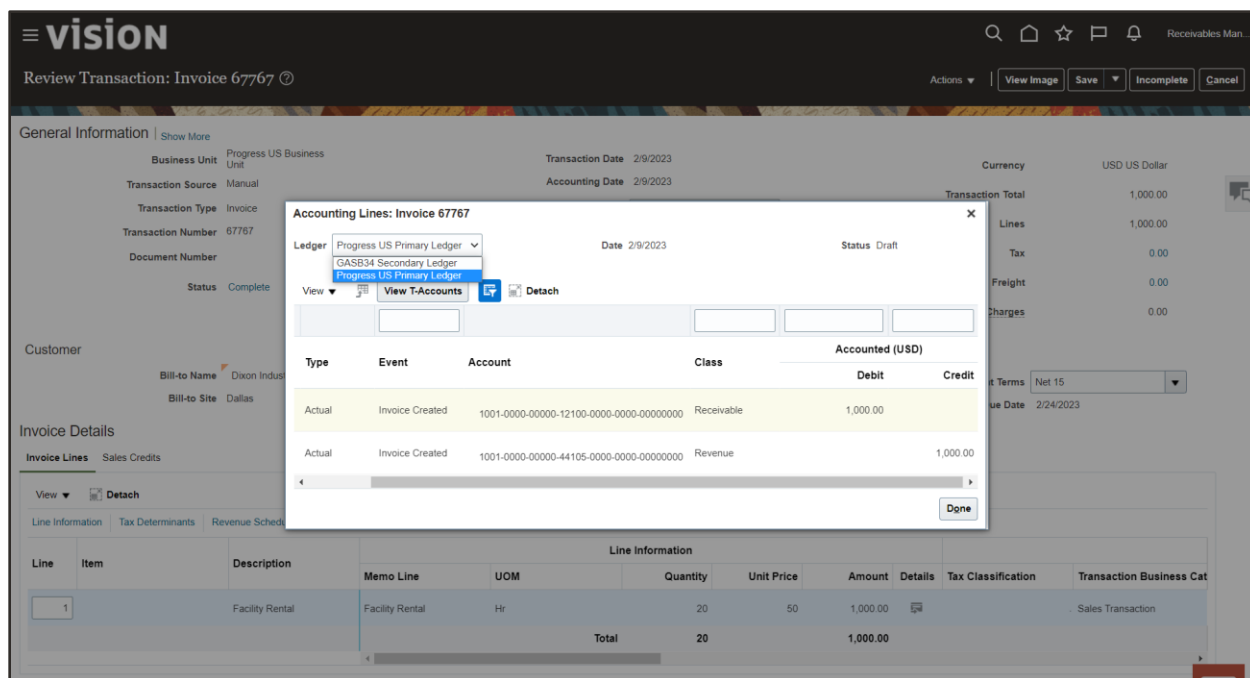 vision
Receivables Man...
Review Transaction: Invoice 67767
Actions View Image Save Incomplete Cancel
General Information Show More
Business Unit Progress US Business Unit
Transaction Source Manual
Transaction Type Invoice
Transaction Number 67767
Document Number
Status Complete
Transaction Date 2/9/2023
Accounting Date 2/9/2023
Currency USD US Dollar
Transaction Total 1,000.00
Lines 1,000.00
Tax 0.00
Freight 0.00
Charges 0.00
Accounting Lines: Invoice 67767
Ledger Progress US Primary Ledger Date 2/9/2023 Status Draft
GASB34 Secondary Ledger
Progress US Primary Ledger
View View T-Accounts Detach
Accounted (USD)
Type Event Account Class Debit Credit
Actual Invoice Created 1001-0000-00000-12100-0000-0000-00000000 Receivable 1,000.00
Actual Invoice Created 1001-0000-00000-44105-0000-0000-00000000 Revenue 1,000.00
Done
Customer
Bill-to Name Dixon Indus
Bill-to Site Dallas
t Terms Net 15
ue Date 2/24/2023
Invoice Details
Invoice Lines Sales Credits
View Detach
Line Information Tax Determinants Revenue Schedu
Line Information
Line Item Description Memo Line UOM Quantity Unit Price Amount Details Tax Classification Transaction Business Cat
1 Facility Rental Facility Rental Hr 20 50 1,000.00 Sales Transaction
Total 20 1,000.00